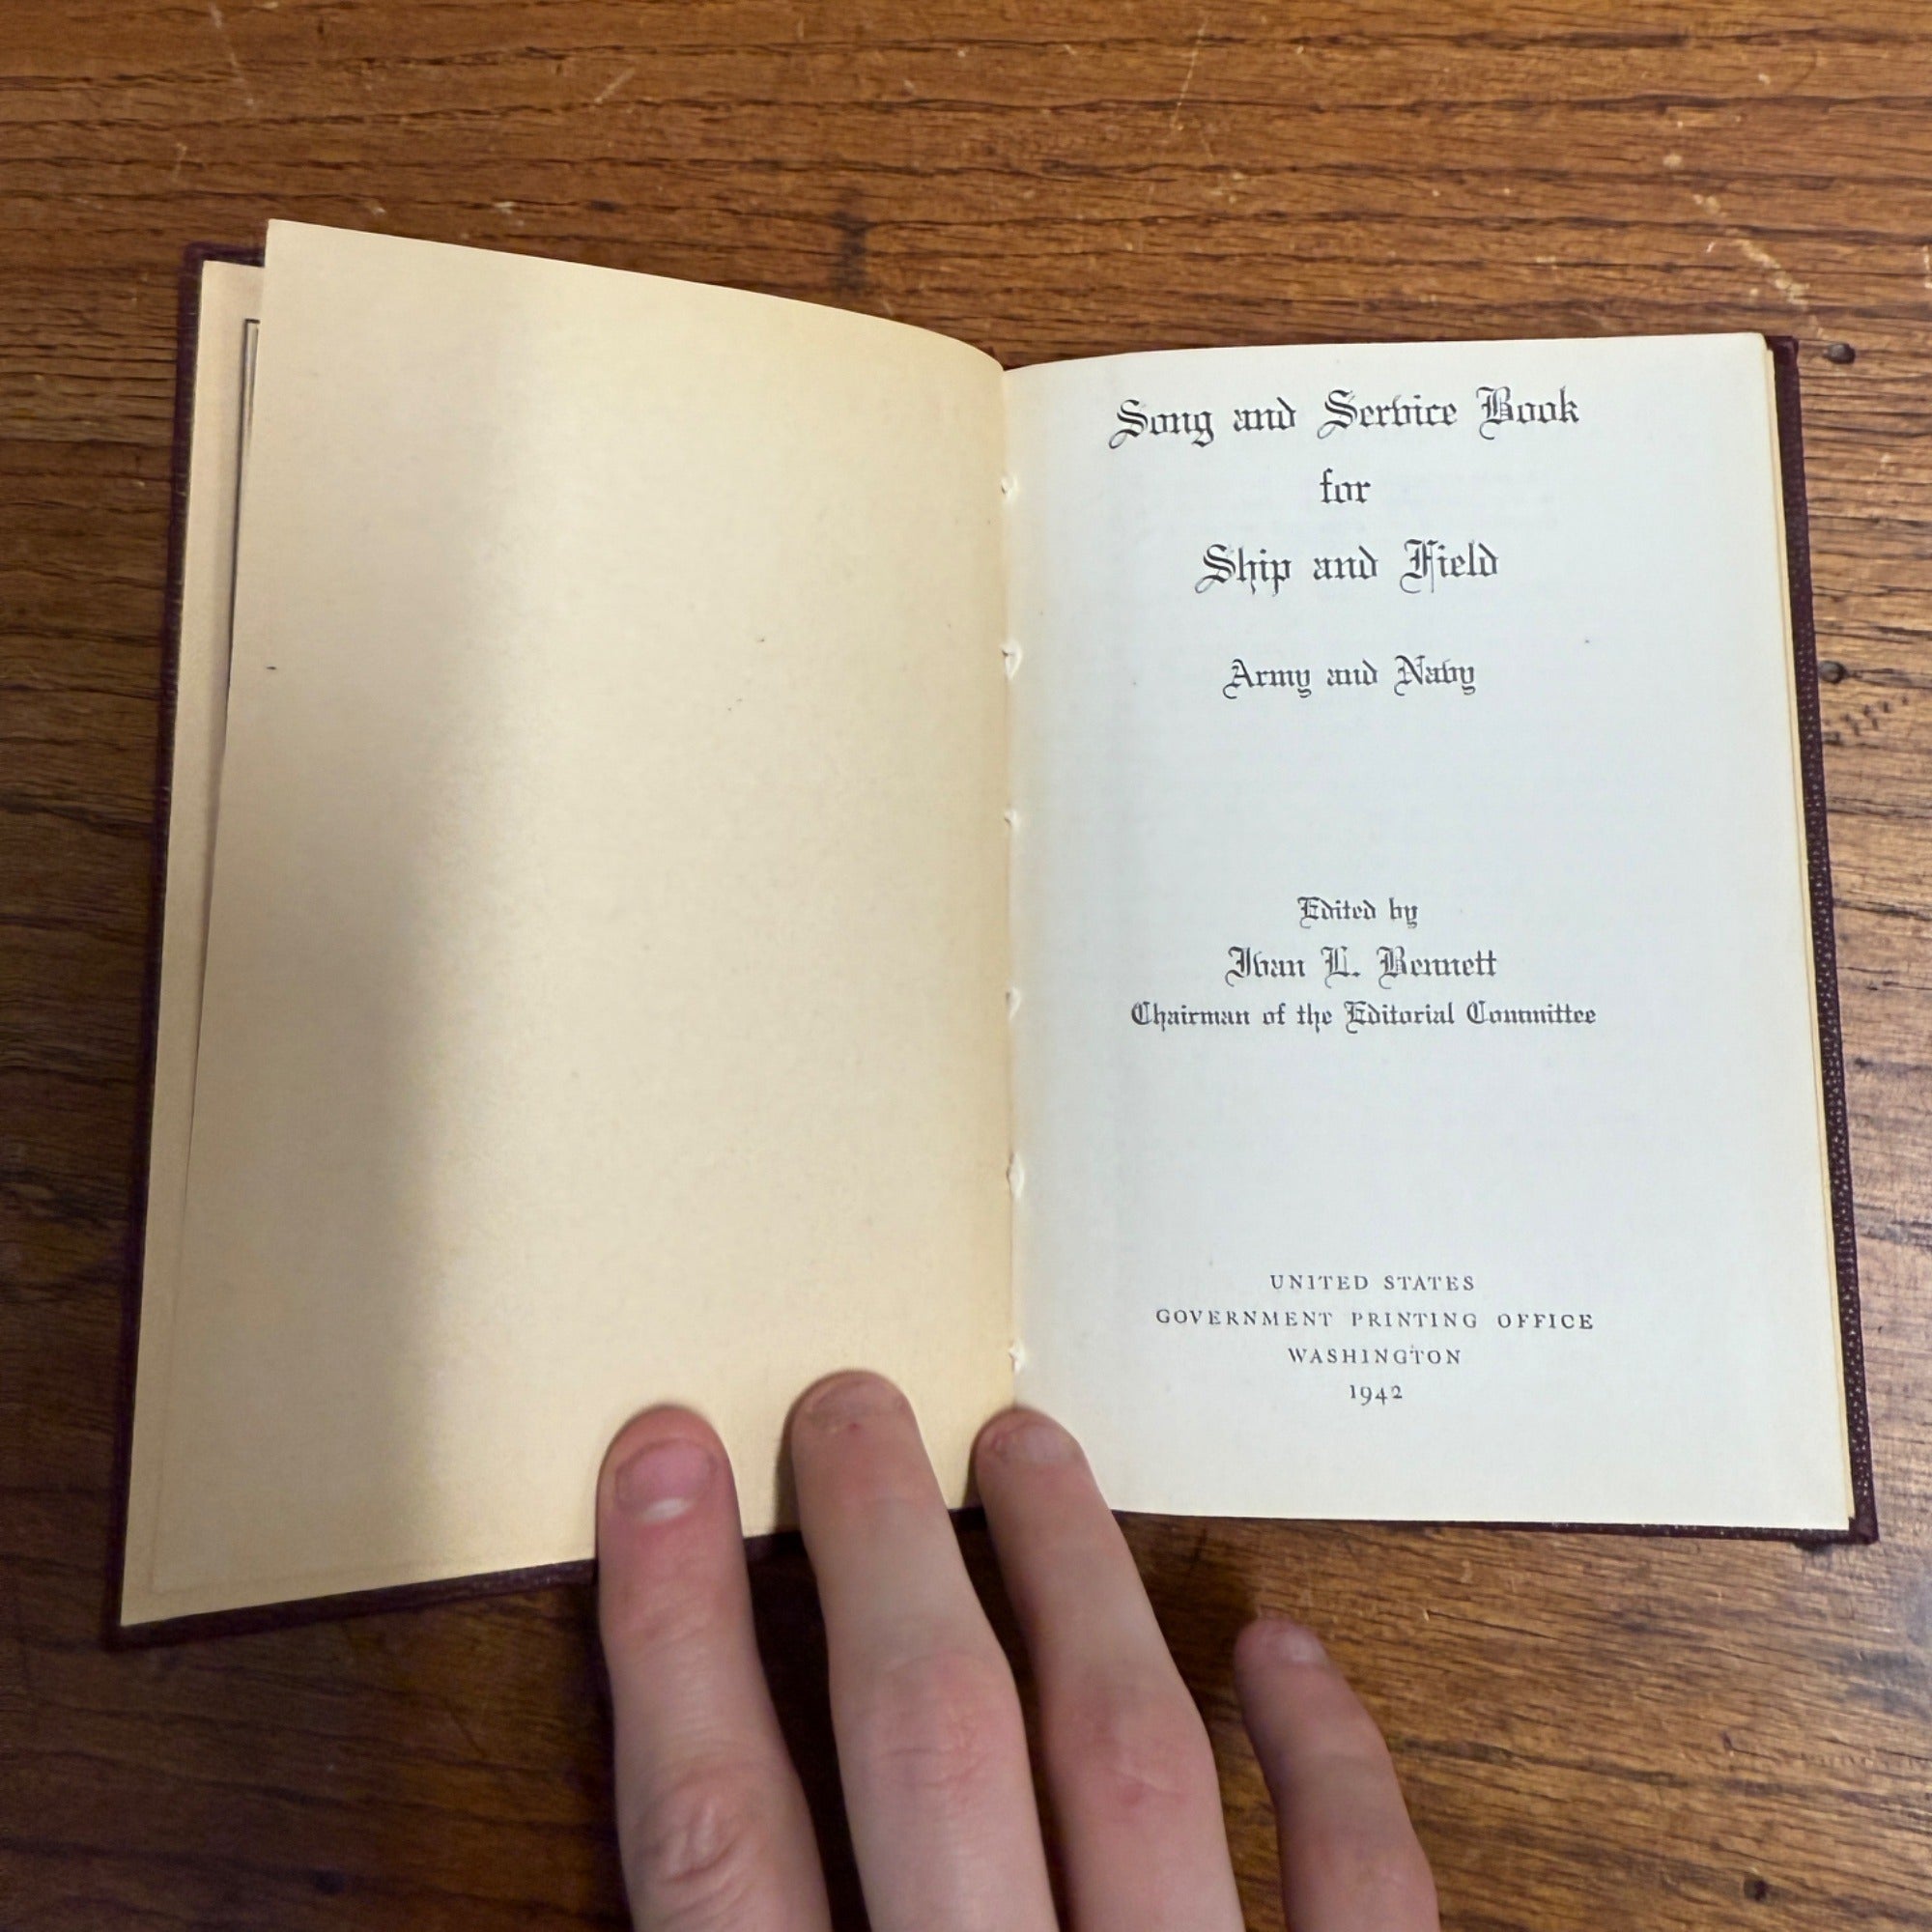 Song and Service Book
for
Ship and Field
Army and Navy
Edited by
Ivan L. Bennett
Chairman of the Editorial Committee
UNITED STATES
GOVERNMENT PRINTING OFFICE
WASHINGTON
1942